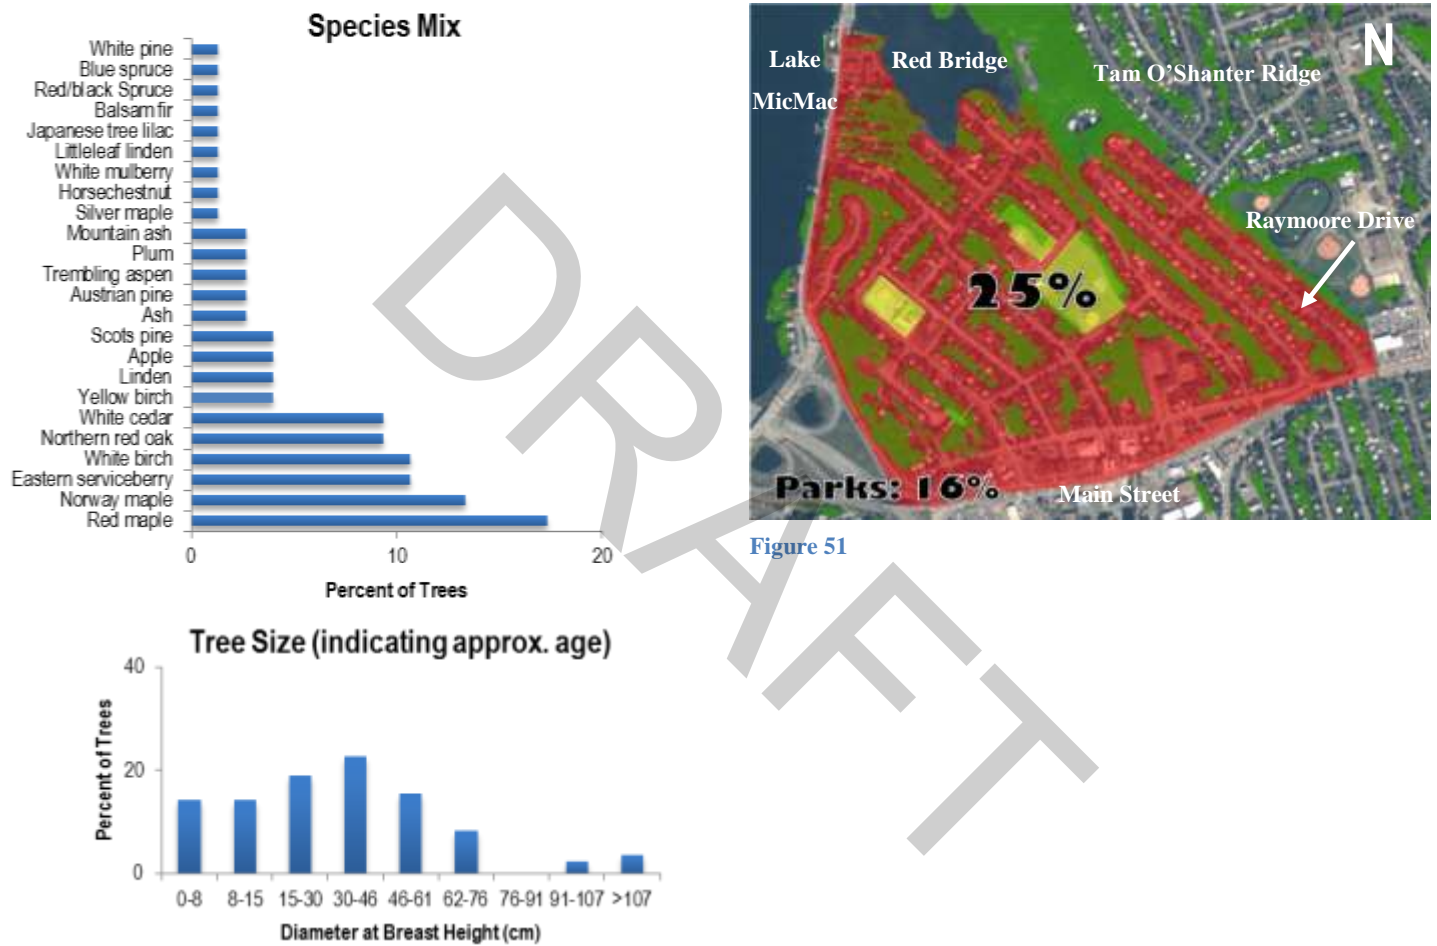 Species Mix
White pine
Blue spruce
Red/black Spruce
Balsam fir
Japanese tree lilac
Littleleaf linden
White mulberry
Horsechestnut
Silver maple
Mountain ash
Plum
Trembling aspen
Austrian pine
Ash
Scots pine
Apple
Linden
Yellow birch
White cedar
Northern red oak
White birch
Eastern serviceberry
Norway maple
Red maple
0 10 20
Percent of Trees
Lake
MicMac
Red Bridge
Tam O'Shanter Ridge
N
Raymoore Drive
25%
Parks: 16%
Main Street
Figure 51
Tree Size (indicating approx. age)
Percent of Trees
40
20
0
0-8 8-15 15-30 30-46 46-61 62-76 76-91 91-107 >107
Diameter at Breast Height (cm)
DRAFT